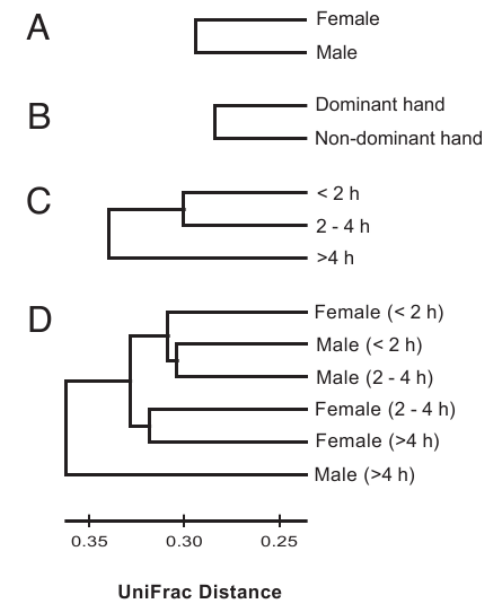 A
Female
Male
B
Dominant hand
Non-dominant hand
C
< 2 h
2 - 4 h
>4 h
D
Female (< 2 h)
Male (< 2 h)
Male (2 - 4 h)
Female (2 - 4 h)
Female (>4 h)
Male (>4 h)
0.35 0.30 0.25
UniFrac Distance